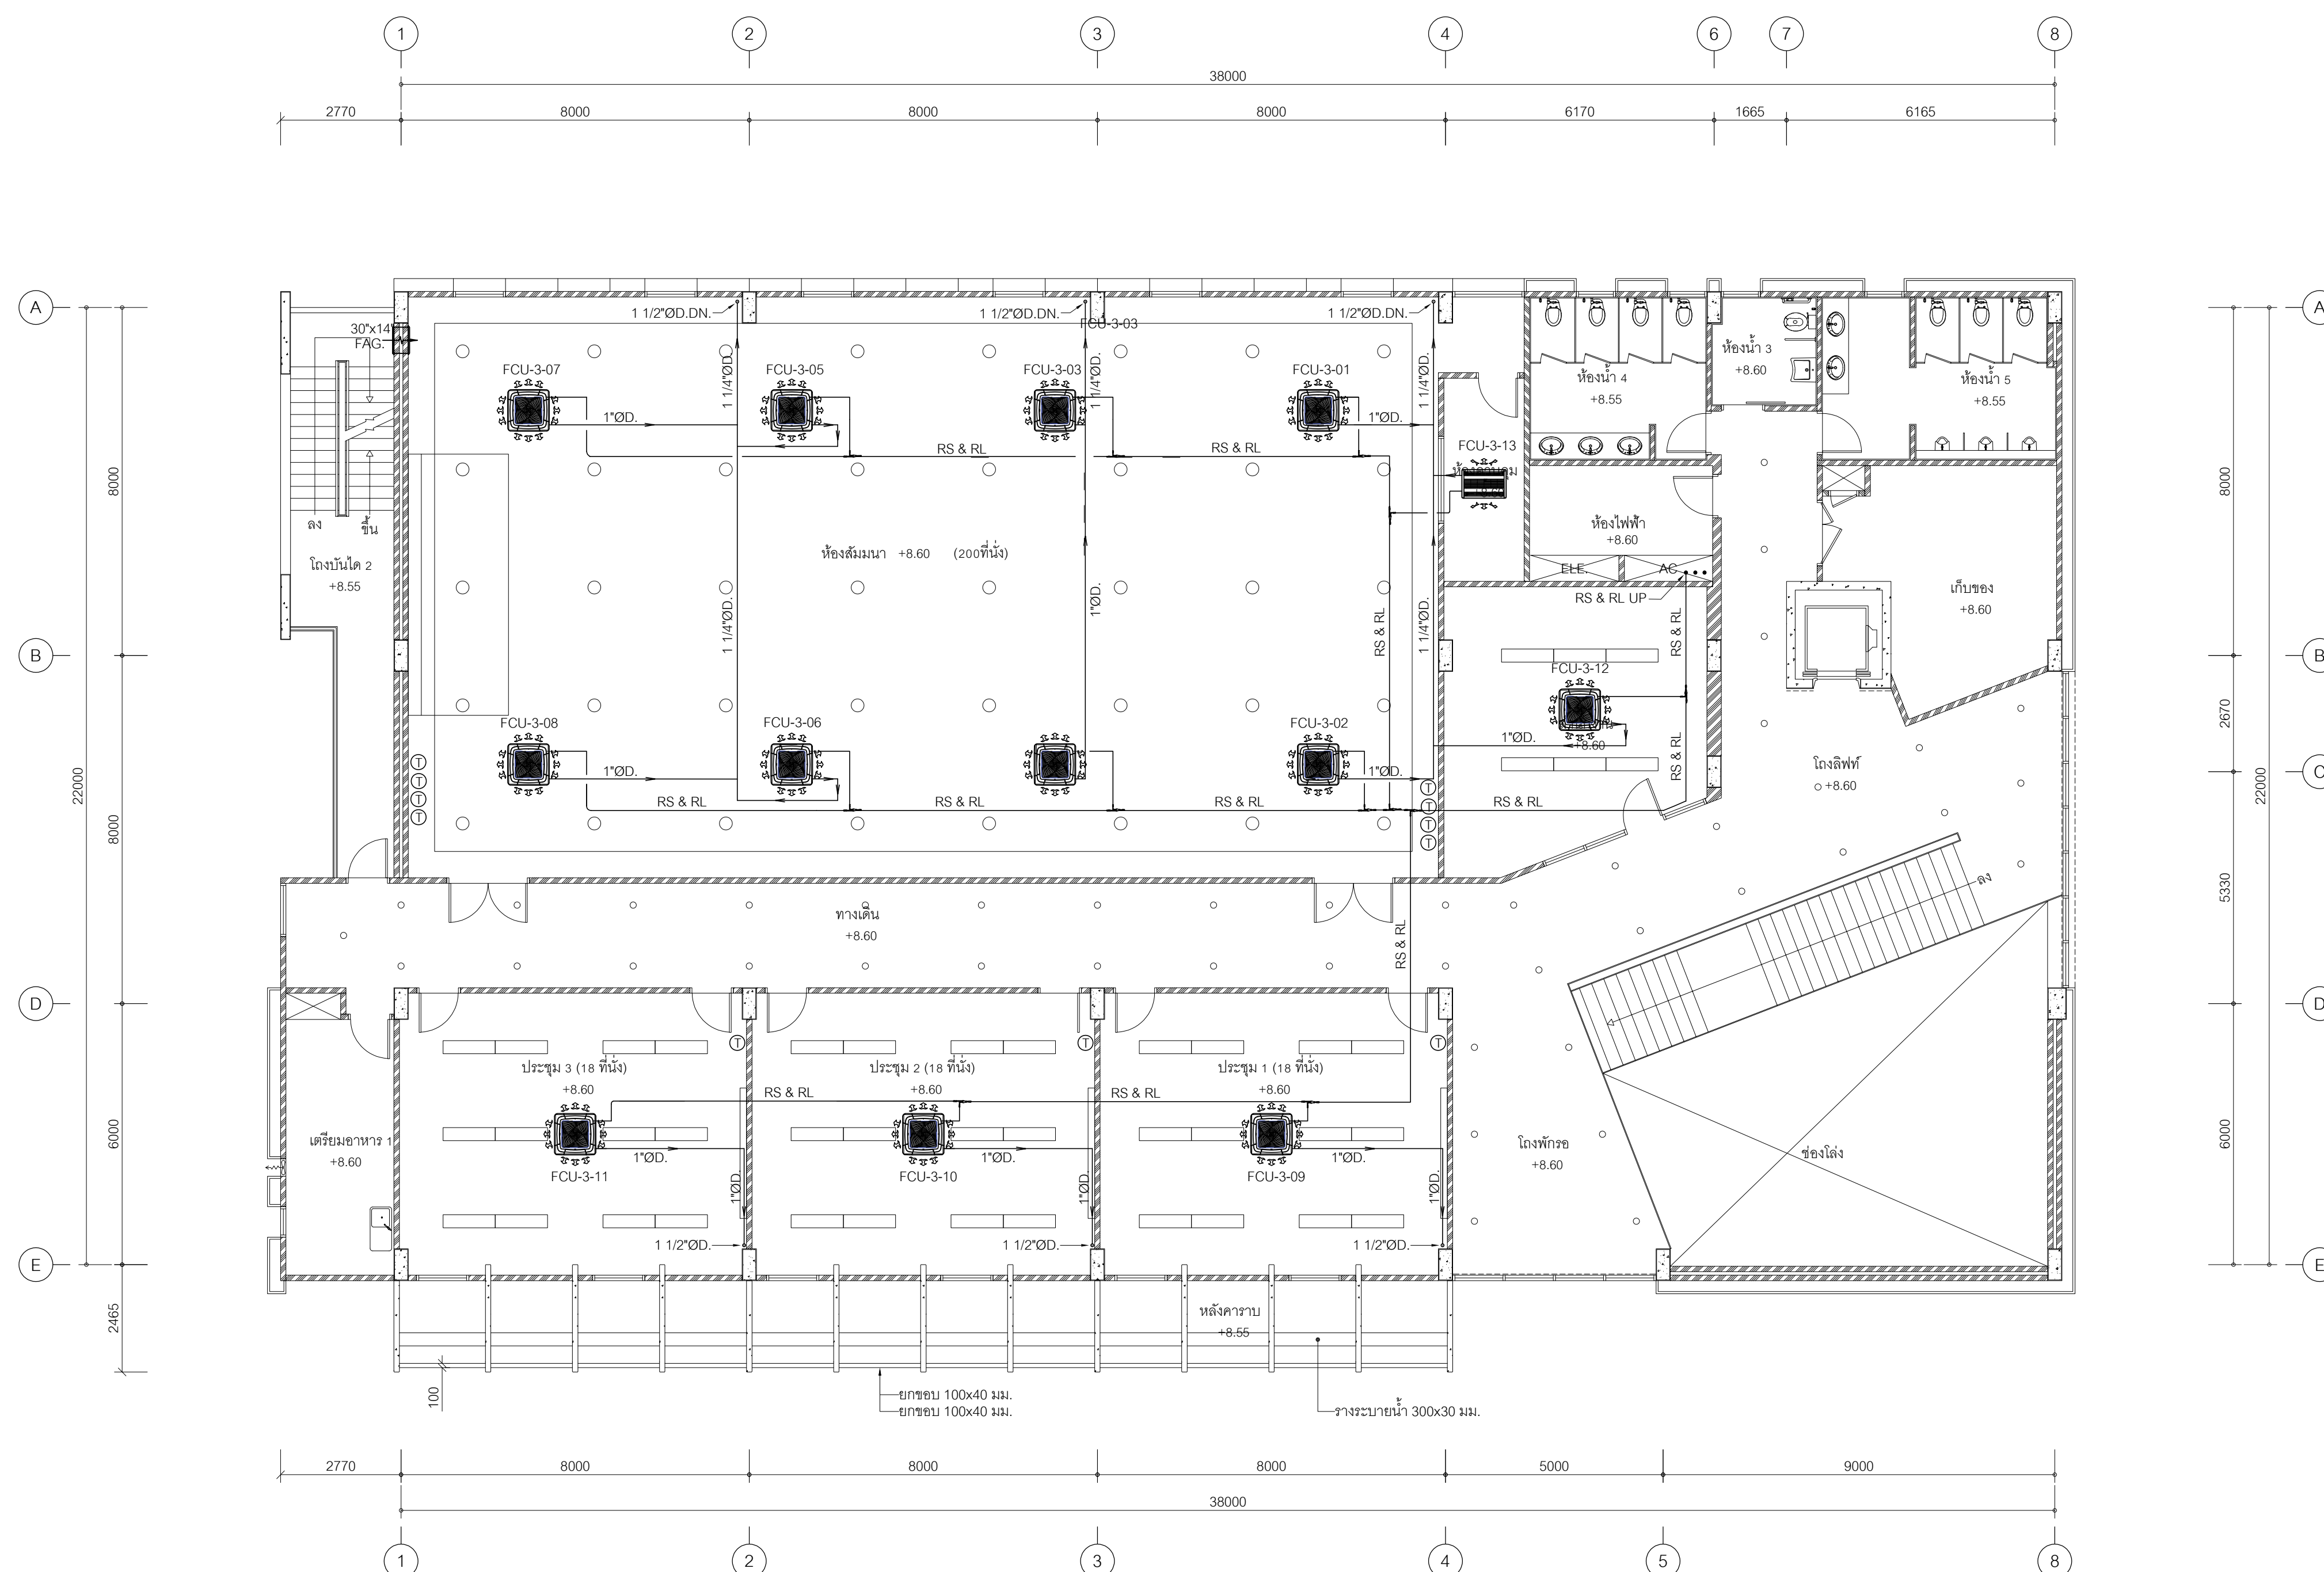 1
2
3
4
6
7
8
38000
2770
8000
8000
8000
6170
1665
6165
A
A
30"x14"
FAG.
1 1/2"ØD.DN.
1 1/2"ØD.DN.
1 1/2"ØD.DN.
FCU-3-03
FCU-3-07
FCU-3-05
FCU-3-03
FCU-3-01
1 1/4"ØD.
1 1/4"ØD.
1 1/4"ØD.
ห้องน้ำ 4
+8.55
ห้องน้ำ 3
+8.60
ห้องน้ำ 5
+8.55
1"ØD.
1"ØD.
RS & RL
RS & RL
FCU-3-13
8000
8000
ลง
ขึ้น
โถงบันได 2
+8.55
ห้องสัมมนา +8.60 (200ที่นั่ง)
ห้องไฟฟ้า
+8.60
ELE.
AC
RS & RL UP
เก็บของ
+8.60
1 1/4"ØD.
1"ØD.
RS & RL
1 1/4"ØD.
RS & RL
B
B
FCU-3-12
+8.60
FCU-3-08
FCU-3-06
FCU-3-02
2670
1"ØD.
1"ØD.
1"ØD.
RS & RL
T
T
T
T
T
T
T
T
RS & RL
RS & RL
RS & RL
RS & RL
โถงลิฟท์
+8.60
C
22000
22000
8000
5330
ลง
ทางเดิน
+8.60
RS & RL
D
D
T
T
T
ประชุม 3 (18 ที่นั่ง)
+8.60
ประชุม 2 (18 ที่นั่ง)
+8.60
ประชุม 1 (18 ที่นั่ง)
+8.60
RS & RL
RS & RL
6000
6000
เตรียมอาหาร 1
+8.60
1"ØD.
1"ØD.
1"ØD.
FCU-3-11
FCU-3-10
FCU-3-09
1"ØD.
1"ØD.
1"ØD.
โถงพักรอ
+8.60
ช่องโล่ง
1 1/2"ØD.
1 1/2"ØD.
1 1/2"ØD.
E
E
2465
หลังคาราบ
+8.55
100
ยกขอบ 100x40 มม.
ยกขอบ 100x40 มม.
รางระบายน้ำ 300x30 มม.
2770
8000
8000
8000
5000
9000
38000
1
2
3
4
5
8